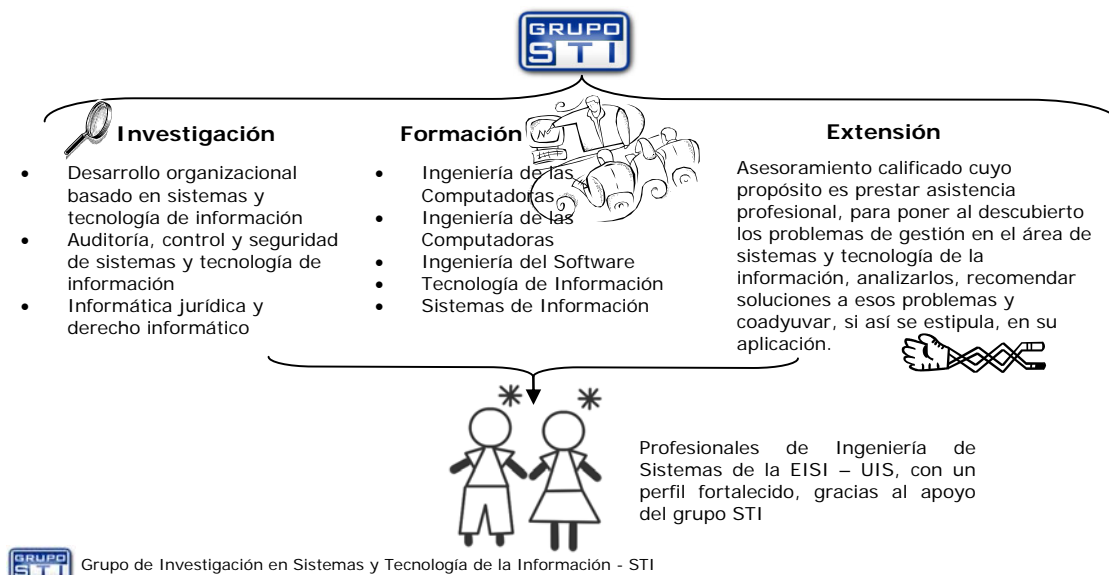 GRUPO
STI
Investigación
• Desarrollo organizacional
basado en sistemas y
tecnología de información
• Auditoría, control y seguridad
de sistemas y tecnología de
información
• Informática jurídica y
derecho informático
Formación
• Ingeniería de las
Computadoras
• Ingeniería de las
Computadoras
• Ingeniería del Software
• Tecnología de Información
• Sistemas de Información
Extensión
Asesoramiento calificado cuyo
propósito es prestar asistencia
profesional, para poner al descubierto
los problemas de gestión en el área de
sistemas y tecnología de la
información, analizarlos, recomendar
soluciones a esos problemas y
coadyuvar, si así se estipula, en su
aplicación.
Profesionales de Ingeniería de
Sistemas de la EISI – UIS, con un
perfil fortalecido, gracias al apoyo
del grupo STI
GRUPO
STI
Grupo de Investigación en Sistemas y Tecnología de la Información - STI